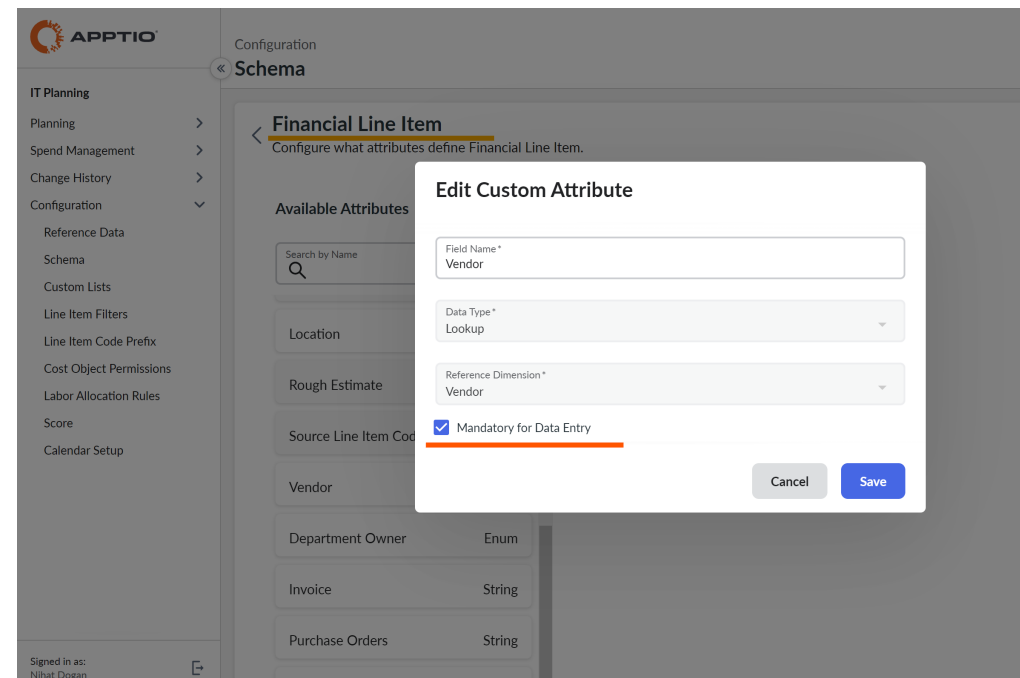 APPTIO
IT Planning
Planning
Spend Management
Change History
Configuration
Reference Data
Schema
Custom Lists
Line Item Filters
Line Item Code Prefix
Cost Object Permissions
Labor Allocation Rules
Score
Calendar Setup
Signed in as:
Nihat Dogan
Configuration
Schema
Financial Line Item
Configure what attributes define Financial Line Item.
Available Attributes
Search by Name
Location
Rough Estimate
Source Line Item Cod
Vendor
Department Owner Enum
Invoice String
Purchase Orders String
Edit Custom Attribute
Field Name *
Vendor
Data Type *
Lookup
Reference Dimension *
Vendor
Mandatory for Data Entry
Cancel Save